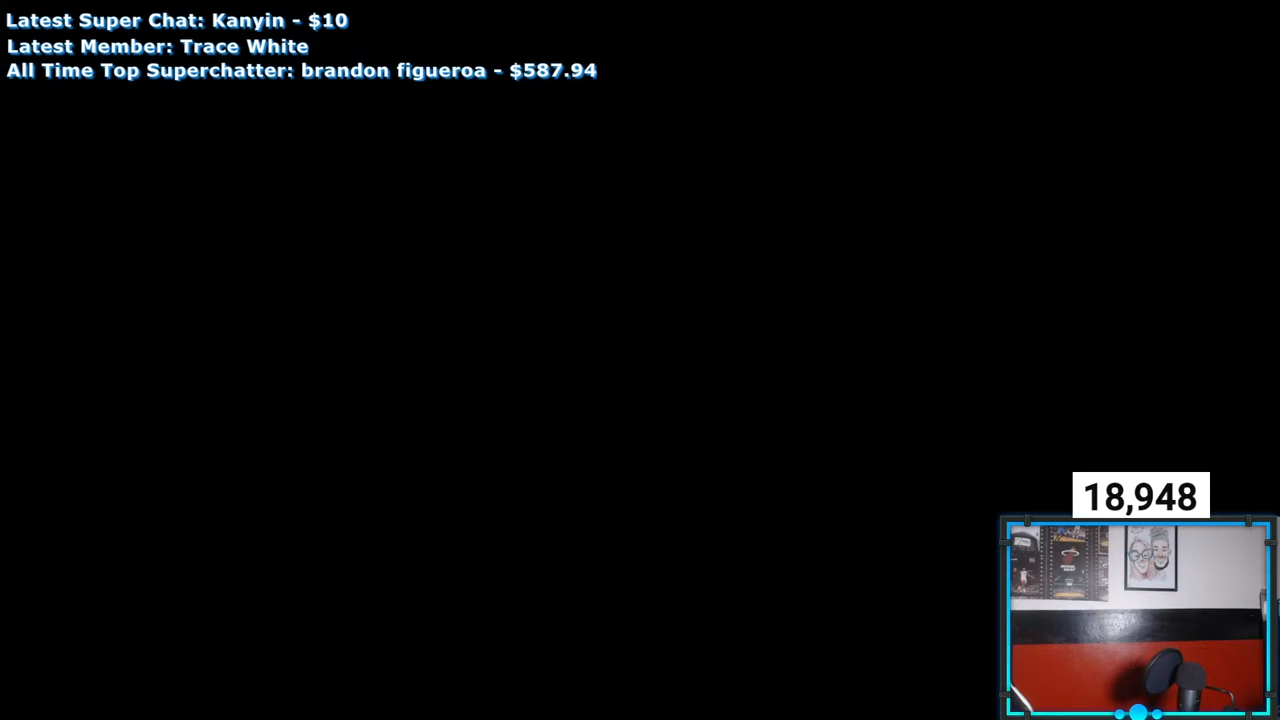 Latest Super Chat: Kanyin - $10
Latest Member: Trace White
All Time Top Superchatter: brandon figueroa - $587.94
18,948